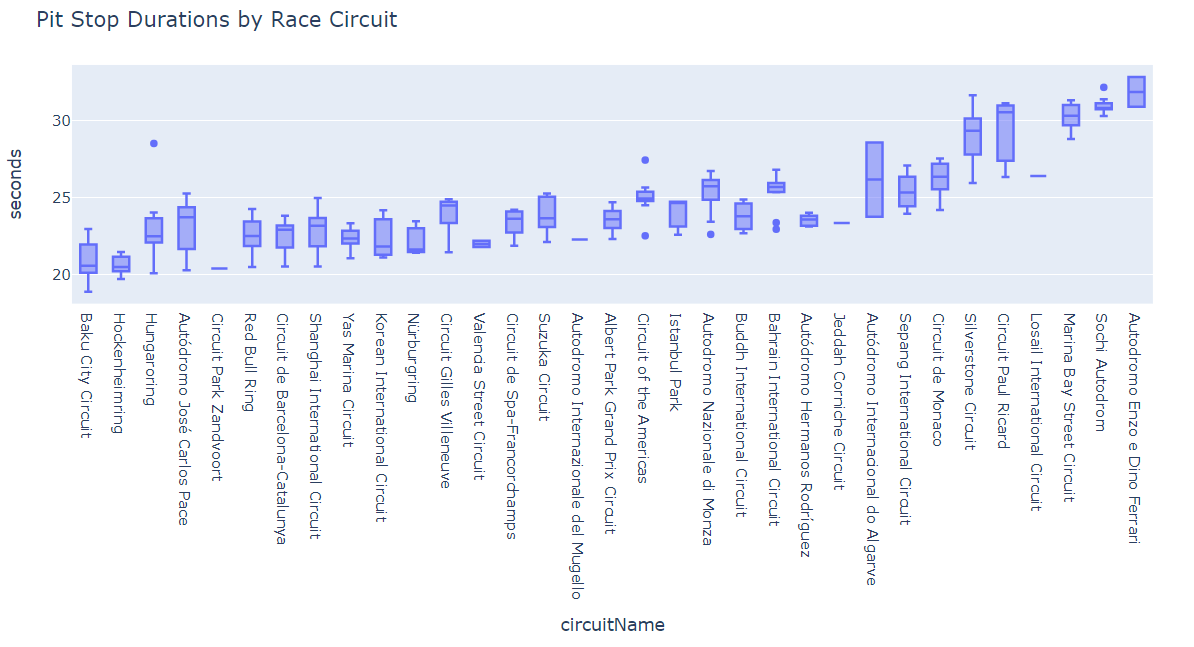 Pit Stop Durations by Race Circuit
seconds
30
25
20
Baku City Circuit
Hockenheimring
Hungaroring
Autódromo José Carlos Pace
Circuit Park Zandvoort
Red Bull Ring
Circuit de Barcelona-Catalunya
Shanghai International Circuit
Yas Marina Circuit
Korean International Circuit
Nürburgring
Circuit Gilles Villeneuve
Valencia Street Circuit
Circuit de Spa-Francorchamps
Suzuka Circuit
Autodromo Internazionale del Mugello
Albert Park Grand Prix Circuit
Circuit of the Americas
Istanbul Park
Autodromo Nazionale di Monza
Buddh International Circuit
Bahrain International Circuit
Autódromo Hermanos Rodríguez
Jeddah Corniche Circuit
Autódromo Internacional do Algarve
Sepang International Circuit
Circuit de Monaco
Silverstone Circuit
Circuit Paul Ricard
Losail International Circuit
Marina Bay Street Circuit
Sochi Autodrom
Autodromo Enzo e Dino Ferrari
circuitName